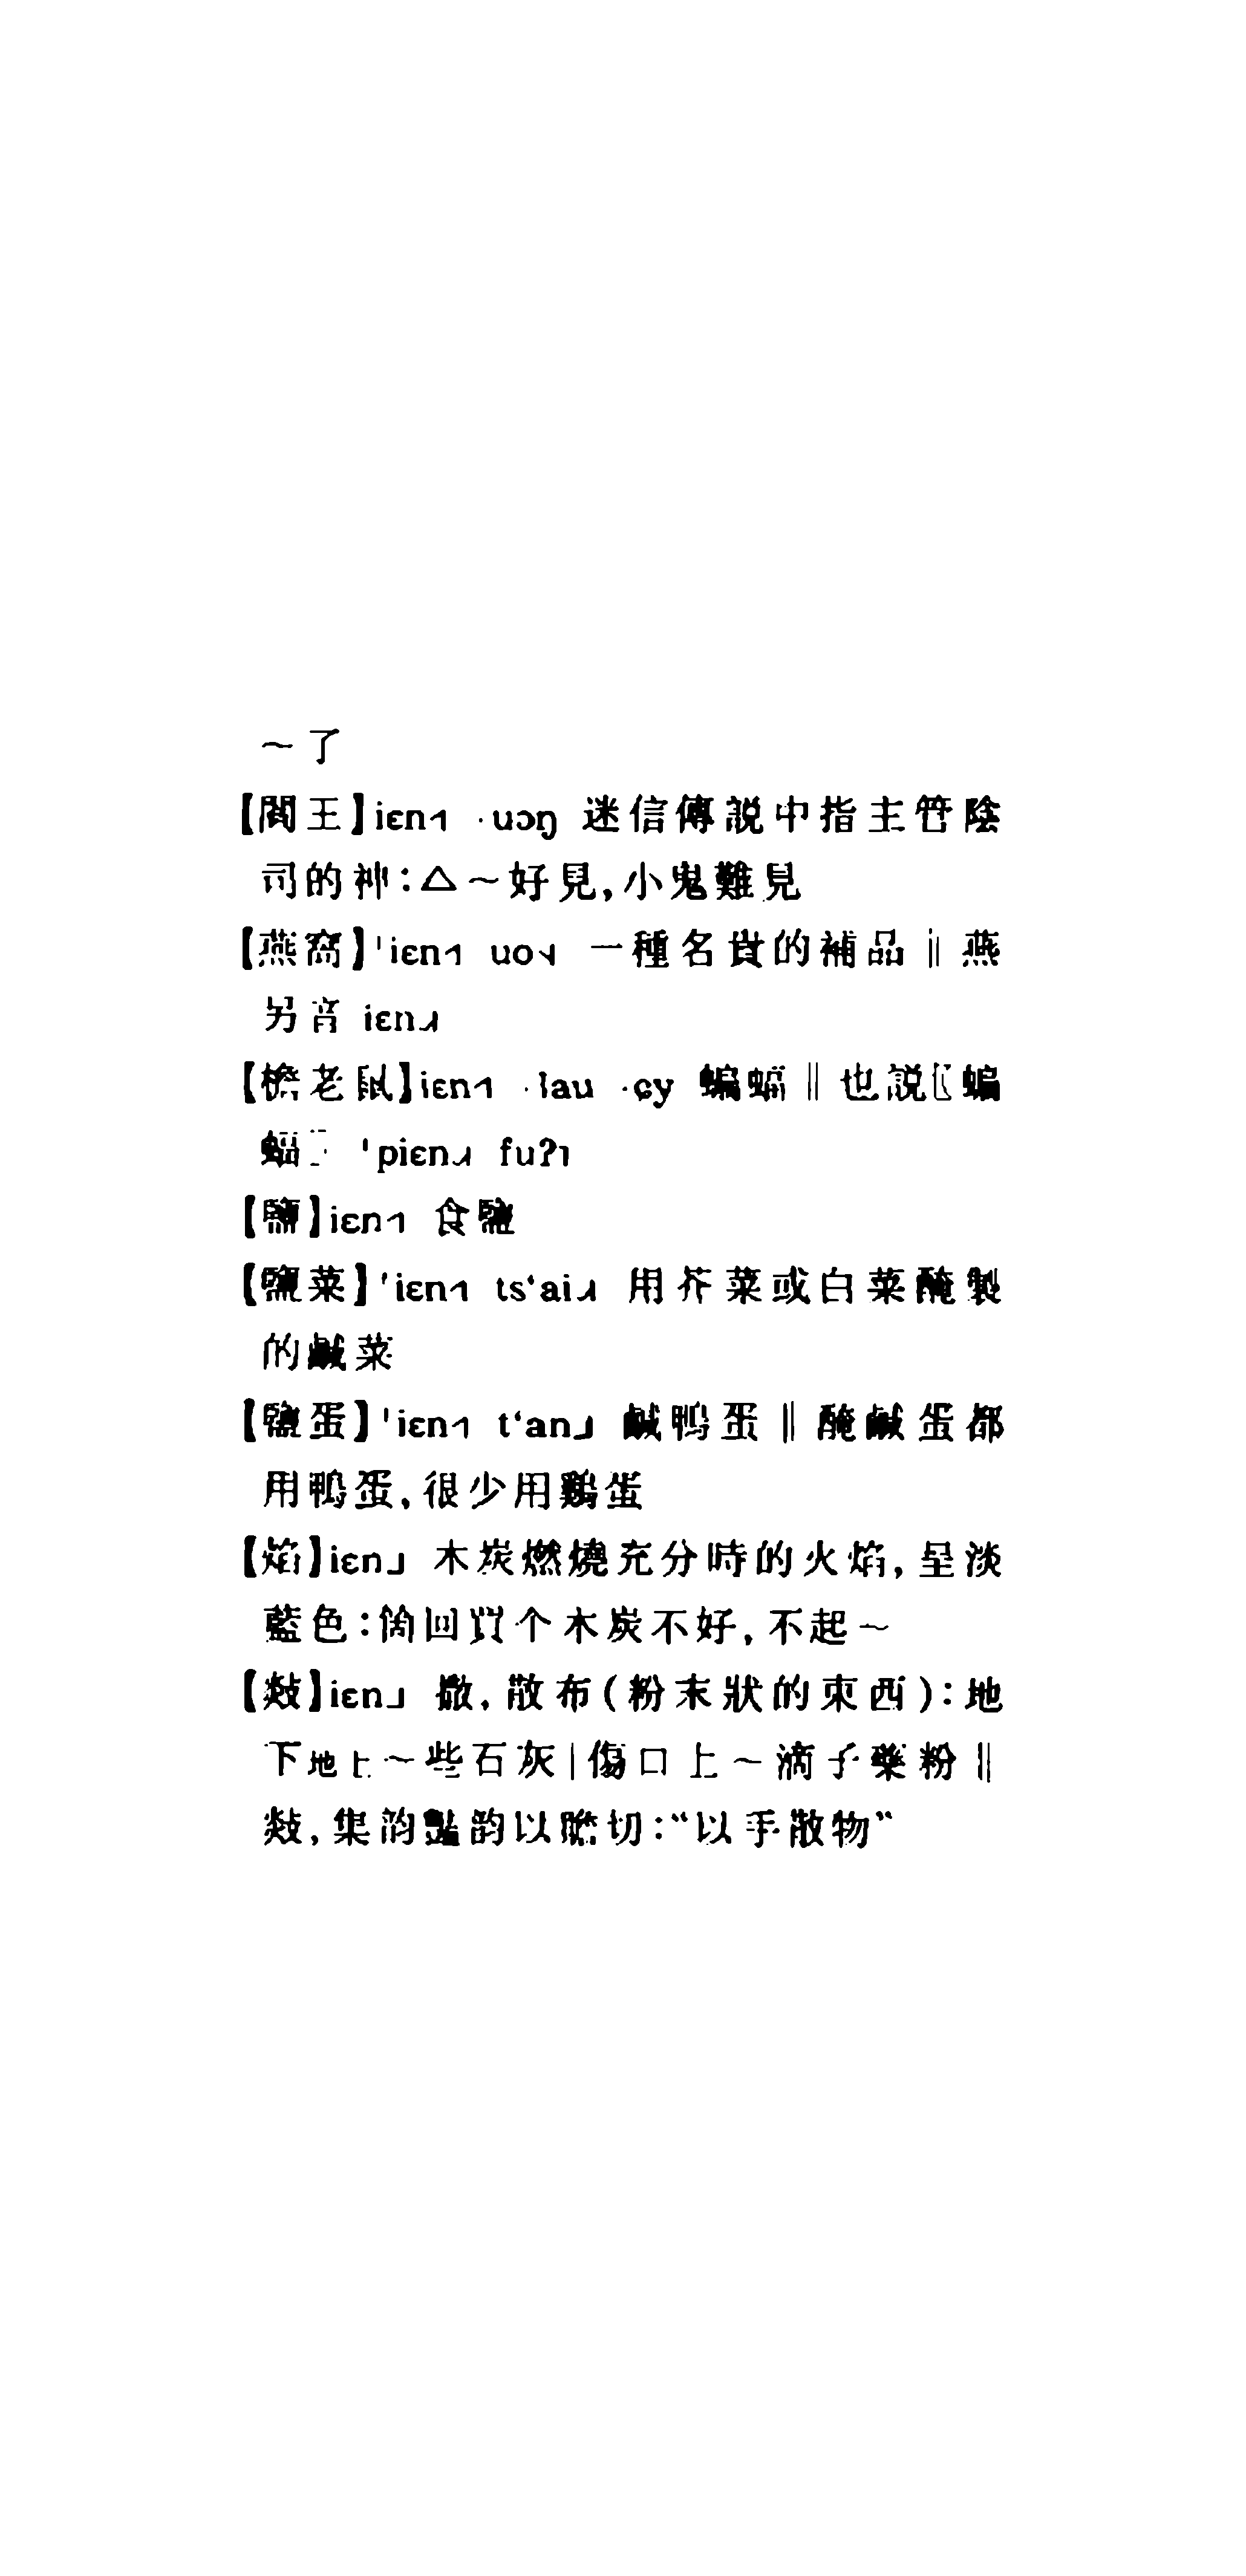 ～了
【閻王】iɛn˧˥ ·uɔŋ 迷信傳説中指主管陰
司的神：△～好見，小鬼難見
【燕窩】ˈiɛn˧˥ uo˦˨ 一種名貴的補品‖燕
另音 iɛn˨˦
【檐老鼠】iɛn˧˥ ·lau ·ɕy 蝙蝠‖也説〖蝙
蝠〗 ˈpiɛn˨˦ fuʔ˥
【鹽】iɛn˧˥ 食鹽
【鹽菜】ˈiɛn˧˥ tsʻai˨˦ 用芥菜或白菜醃製
的鹹菜
【鹽蛋】ˈiɛn˧˥ tʻan˩ 鹹鴨蛋‖醃鹹蛋都
用鴨蛋，很少用鷄蛋
【焰】iɛn˩ 木炭燃燒充分時的火焰，呈淡
藍色：箇回買个木炭不好，不起～
【㪧】iɛn˩ 撒，散布（粉末狀的東西）：地
下地上～些石灰｜傷口上～滴子藥粉‖
㪧，集韵豔韵以贍切：“以手散物”